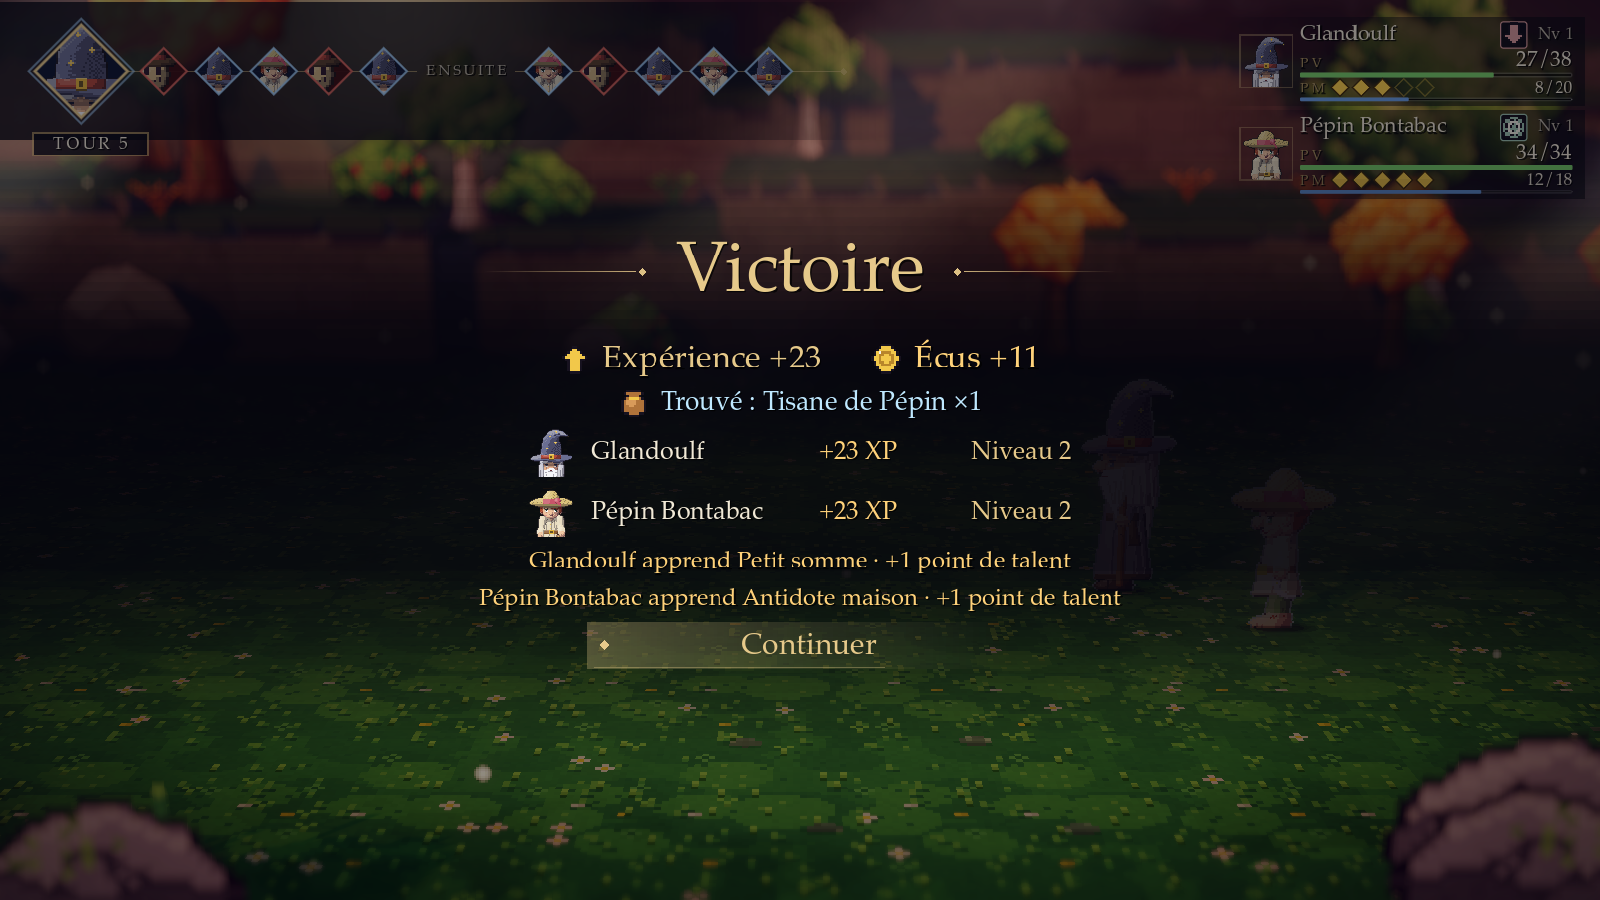 ENSUITE
TOUR 5
Glandoulf Nv 1
PV 27/38
PM 8/20
Pépin Bontabac Nv 1
PV 34/34
PM 12/18
Victoire
Expérience +23 Écus +11
Trouvé : Tisane de Pépin ×1
Glandoulf +23 XP Niveau 2
Pépin Bontabac +23 XP Niveau 2
Glandoulf apprend Petit somme · +1 point de talent
Pépin Bontabac apprend Antidote maison · +1 point de talent
Continuer